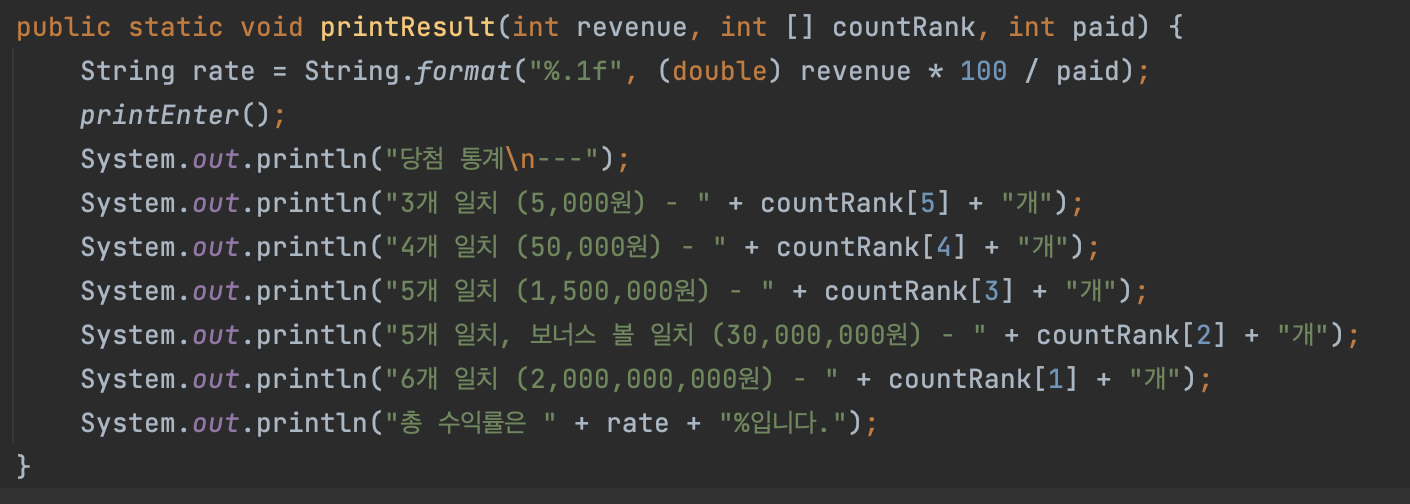 public static void printResult(int revenue, int [] countRank, int paid) {
    String rate = String.format("%.1f", (double) revenue * 100 / paid);
    printEnter();
    System.out.println("당첨 통계\n---");
    System.out.println("3개 일치 (5,000원) - " + countRank[5] + "개");
    System.out.println("4개 일치 (50,000원) - " + countRank[4] + "개");
    System.out.println("5개 일치 (1,500,000원) - " + countRank[3] + "개");
    System.out.println("5개 일치, 보너스 볼 일치 (30,000,000원) - " + countRank[2] + "개");
    System.out.println("6개 일치 (2,000,000,000원) - " + countRank[1] + "개");
    System.out.println("총 수익률은 " + rate + "%입니다.");
}